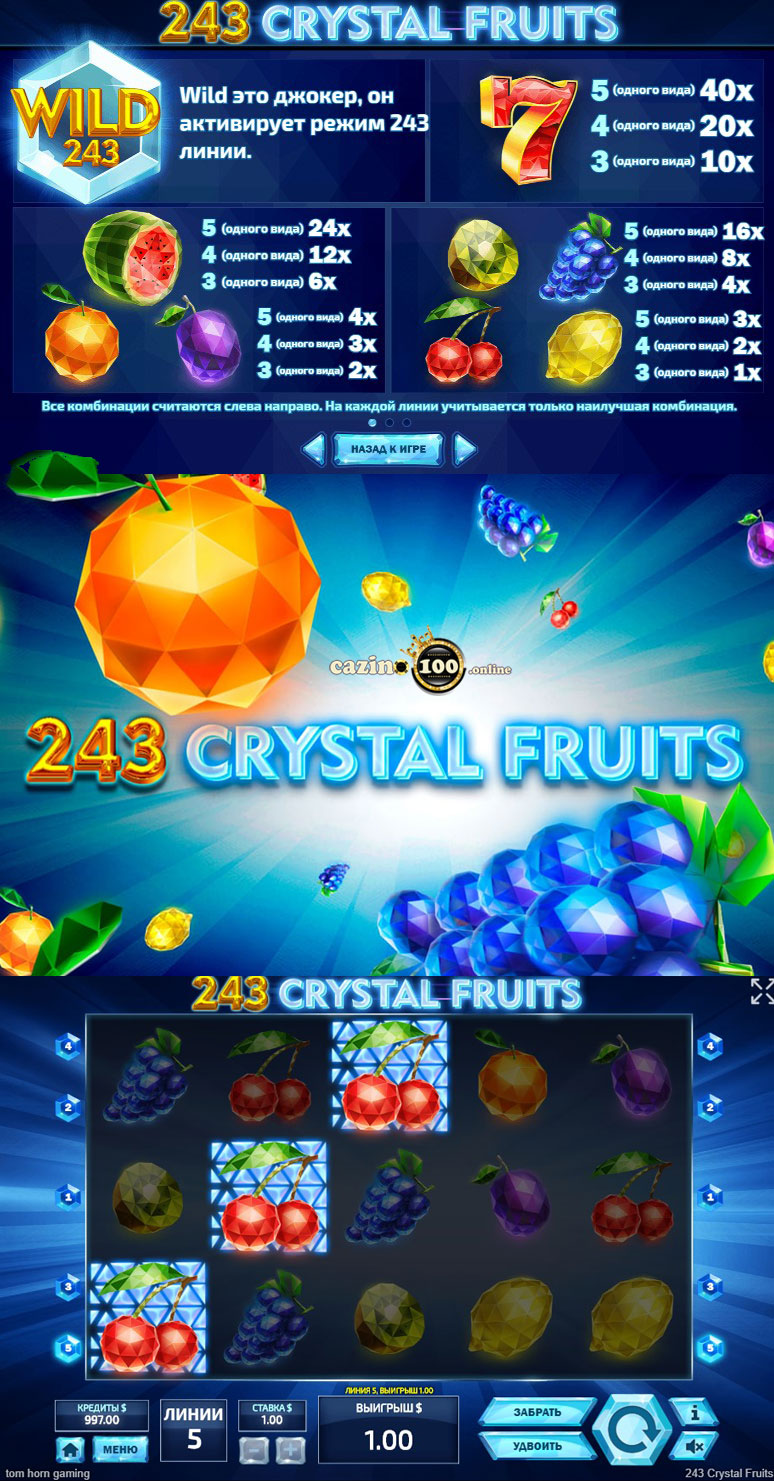 243 CRYSTAL FRUITS
WILD
243
Wild это джокер, он
активирует режим 243
линии.
5 (одного вида) 40x
4 (одного вида) 20x
3 (одного вида) 10x
5 (одного вида) 24x
4 (одного вида) 12x
3 (одного вида) 6x
5 (одного вида) 4x
4 (одного вида) 3x
3 (одного вида) 2x
5 (одного вида) 16x
4 (одного вида) 8x
3 (одного вида) 4x
5 (одного вида) 3x
4 (одного вида) 2x
3 (одного вида) 1x
Все комбинации считаются слева направо. На каждой линии учитывается только наилучшая комбинация.
НАЗАД К ИГРЕ
cazino 100 .online
243 CRYSTAL FRUITS
243 CRYSTAL FRUITS
4 4
2 2
1 1
3 3
5 5
ЛИНИЯ 5, ВЫИГРЫШ 1.00
КРЕДИТЫ $
997.00
МЕНЮ
ЛИНИИ
5
СТАВКА $
1.00
ВЫИГРЫШ $
1.00
ЗАБРАТЬ
УДВОИТЬ
i
tom horn gaming
243 Crystal Fruits